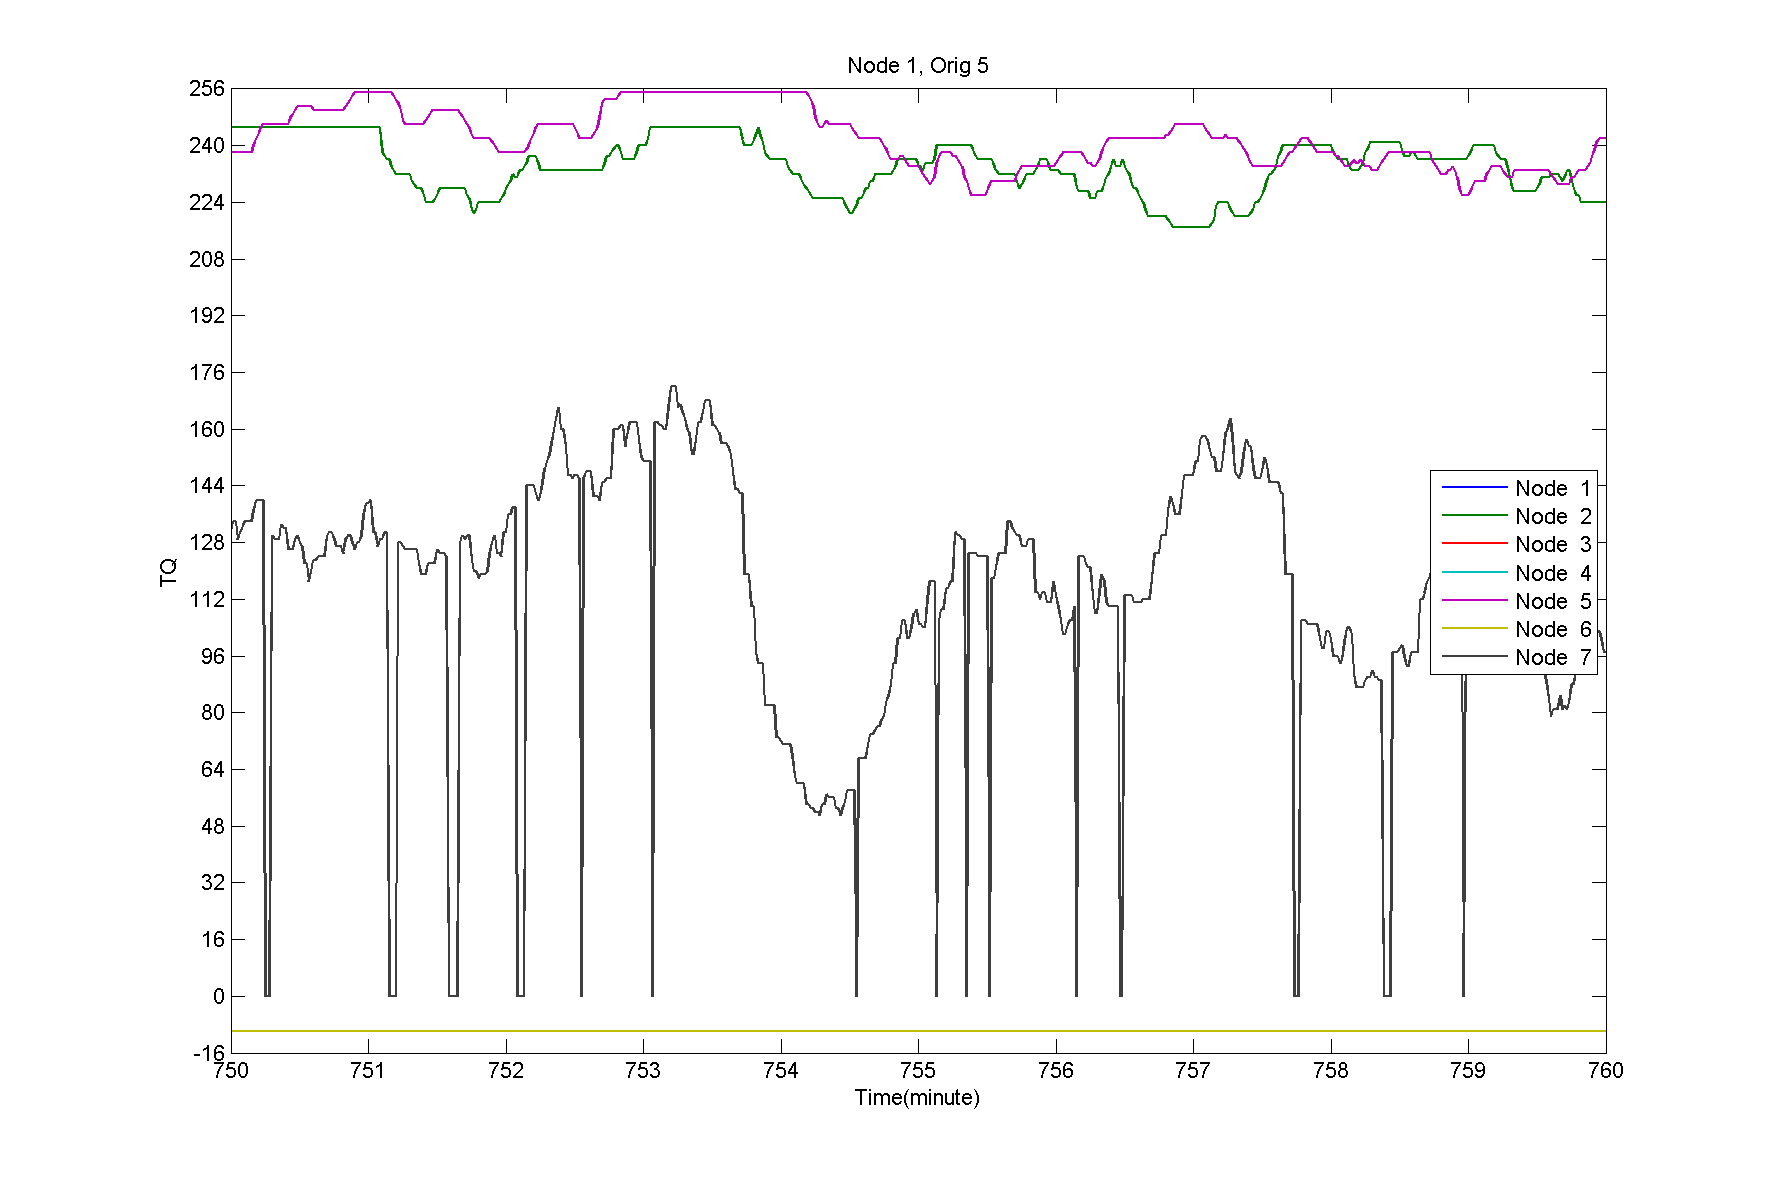 Node 1, Orig 5
256
240
224
208
192
176
160
144
128
112
96
80
64
48
32
16
0
-16
TQ
Node 1
Node 2
Node 3
Node 4
Node 5
Node 6
Node 7
750 751 752 753 754 755 756 757 758 759 760
Time(minute)